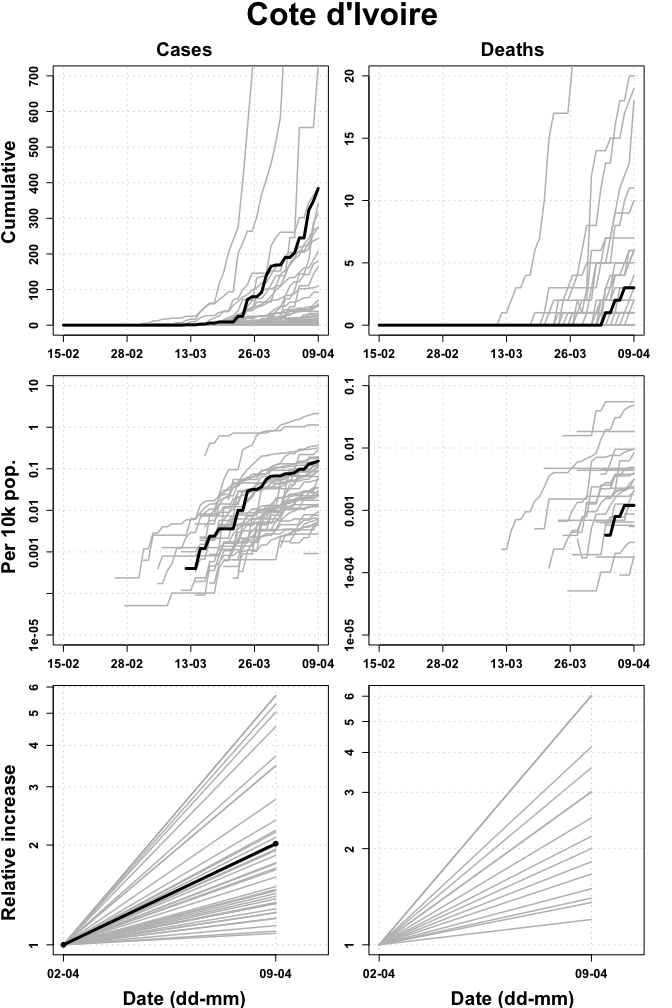 Cote d'Ivoire
Cases
Deaths
Cumulative
700
600
500
400
300
200
100
0
15-02 28-02 13-03 26-03 09-04
20
15
10
5
0
15-02 28-02 13-03 26-03 09-04
Per 10k pop.
10
1
0.1
0.01
0.001
1e-05
15-02 28-02 13-03 26-03 09-04
0.1
0.01
0.001
1e-04
1e-05
15-02 28-02 13-03 26-03 09-04
Relative increase
6
5
4
3
2
1
02-04 09-04
Date (dd-mm)
6
5
4
3
2
1
02-04 09-04
Date (dd-mm)